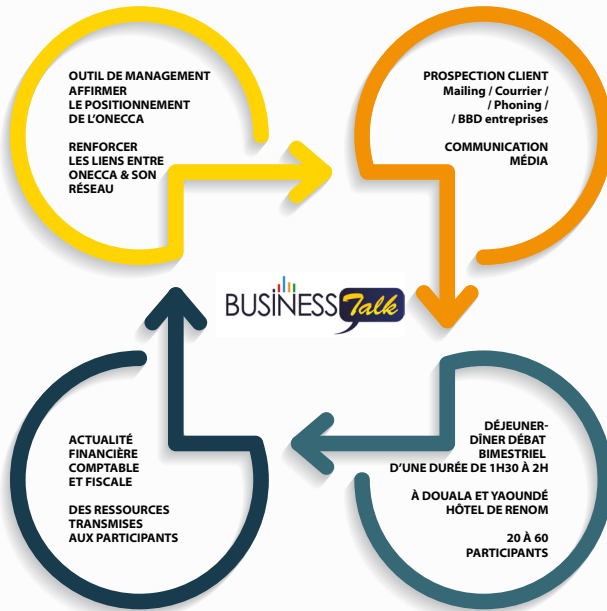 OUTIL DE MANAGEMENT
AFFIRMER
LE POSITIONNEMENT
DE L'ONECCA
RENFORCER
LES LIENS ENTRE
ONECCA & SON
RÉSEAU
PROSPECTION CLIENT
Mailing / Courrier /
/ Phoning /
/ BBD entreprises
COMMUNICATION
MÉDIA
BUSINESS Talk
ACTUALITÉ
FINANCIÈRE
COMPTABLE
ET FISCALE
DES RESSOURCES
TRANSMISES
AUX PARTICIPANTS
DÉJEUNER-
DÎNER DÉBAT
BIMESTRIEL
D'UNE DURÉE DE 1H30 À 2H
À DOUALA ET YAOUNDÉ
HÔTEL DE RENOM
20 À 60
PARTICIPANTS